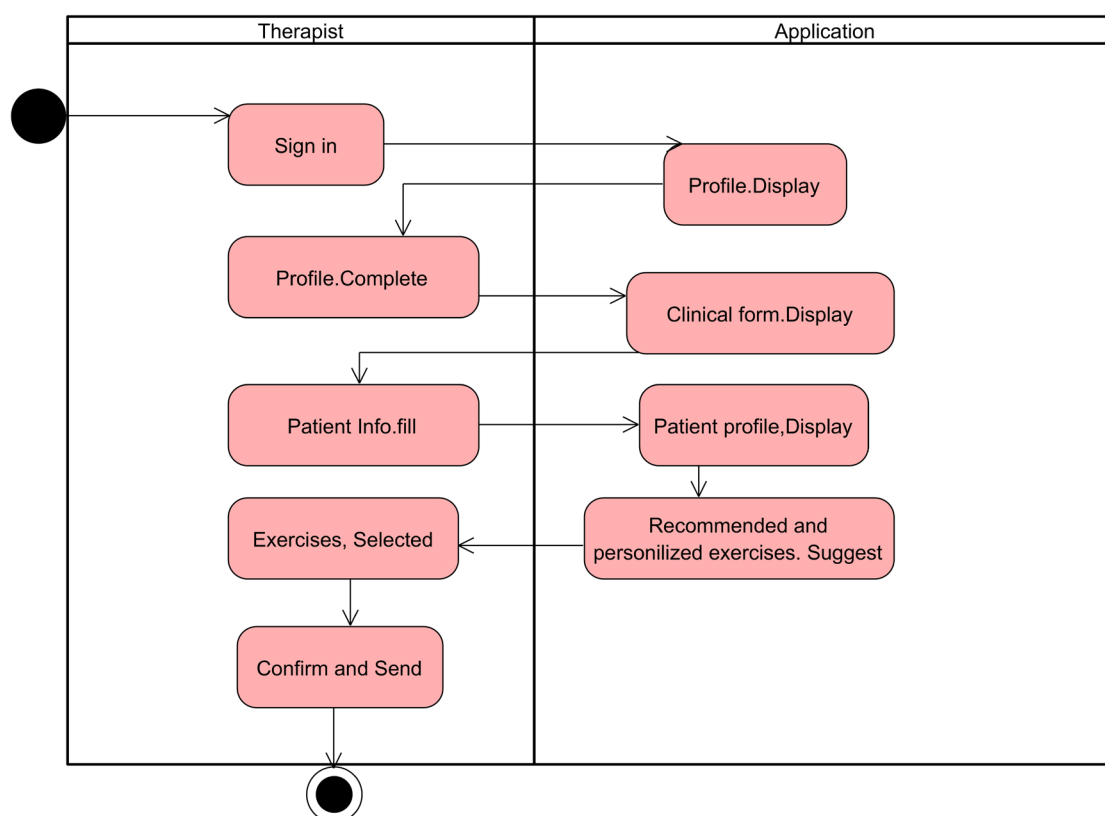 Therapist
Application
Sign in
Profile.Display
Profile.Complete
Clinical form.Display
Patient Info.fill
Patient profile,Display
Exercises, Selected
Recommended and
personilized exercises. Suggest
Confirm and Send